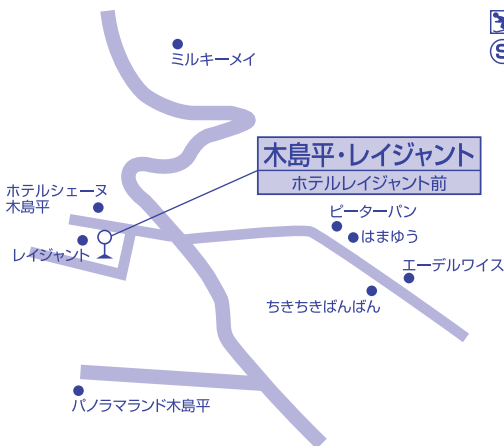 ミルキーメイ
木島平・レイジャント
ホテルレイジャント前
ホテルシェーヌ
木島平
ピーターパン
はまゆう
レイジャント
エーデルワイス
ちきちきばんばん
パノラマランド木島平